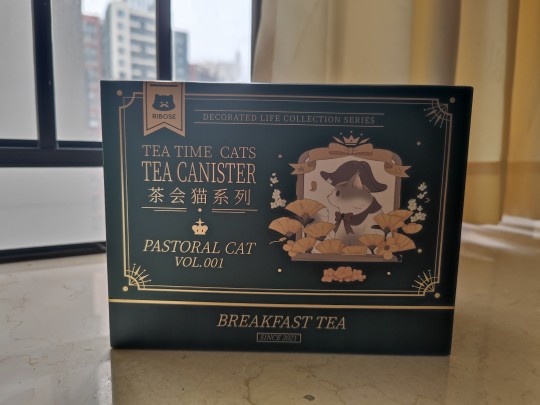 RIBOSE
DECORATED LIFE COLLECTION SERIES
TEA TIME CATS
TEA CANISTER
茶会猫系列
PASTORAL CAT
VOL.001
BREAKFAST TEA
SINCE 2021